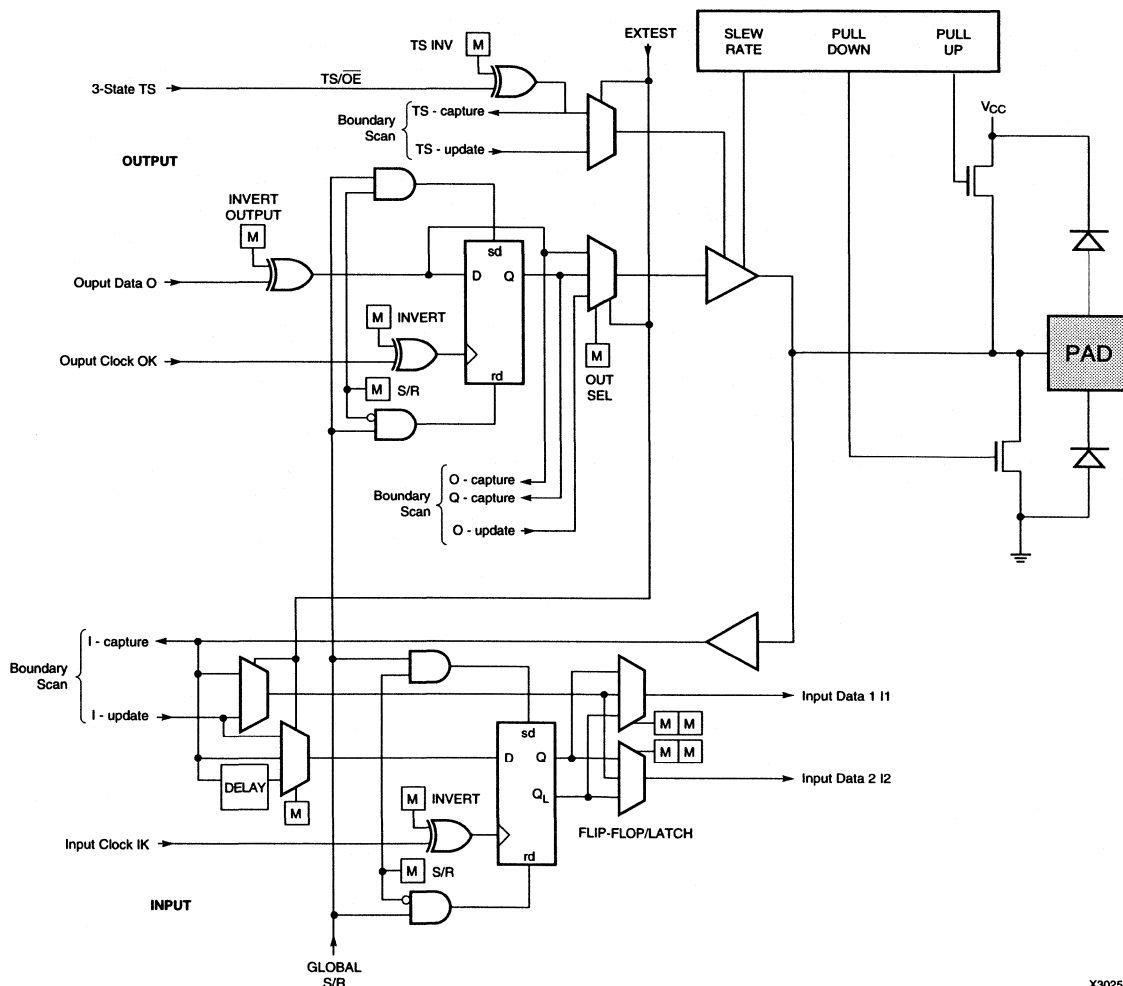 EXTEST
SLEW RATE
PULL DOWN
PULL UP
TS INV
M
3-State TS
TS/OE
TS - capture
Boundary Scan
TS - update
OUTPUT
VCC
INVERT OUTPUT
M
sd
D
Q
Ouput Data O
M
INVERT
Ouput Clock OK
rd
M
S/R
M
OUT SEL
PAD
O - capture
Boundary Scan
Q - capture
O - update
I - capture
Boundary Scan
I - update
Input Data 1 I1
M M
sd
D
Q
QL
M M
Input Data 2 I2
DELAY
M
M
INVERT
FLIP-FLOP/LATCH
Input Clock IK
rd
M
S/R
INPUT
GLOBAL S/R
X3025